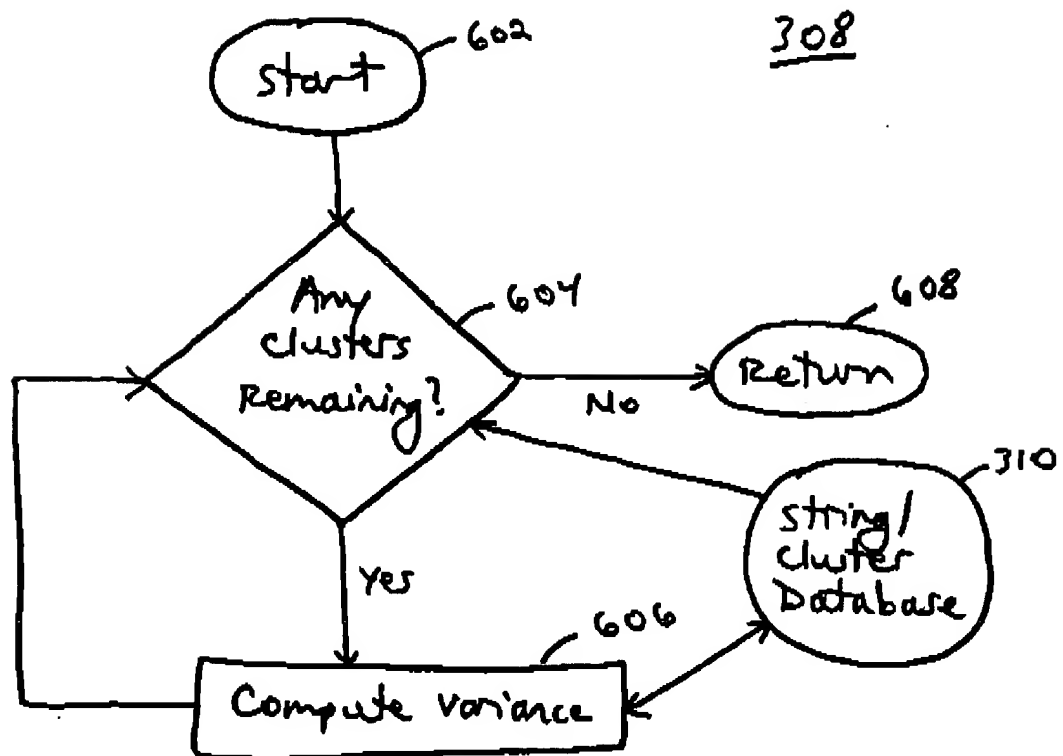 602
308
Start
604
Any
clusters
Remaining?
608
Return
No
310
string/
cluster
Database
Yes
606
Compute variance